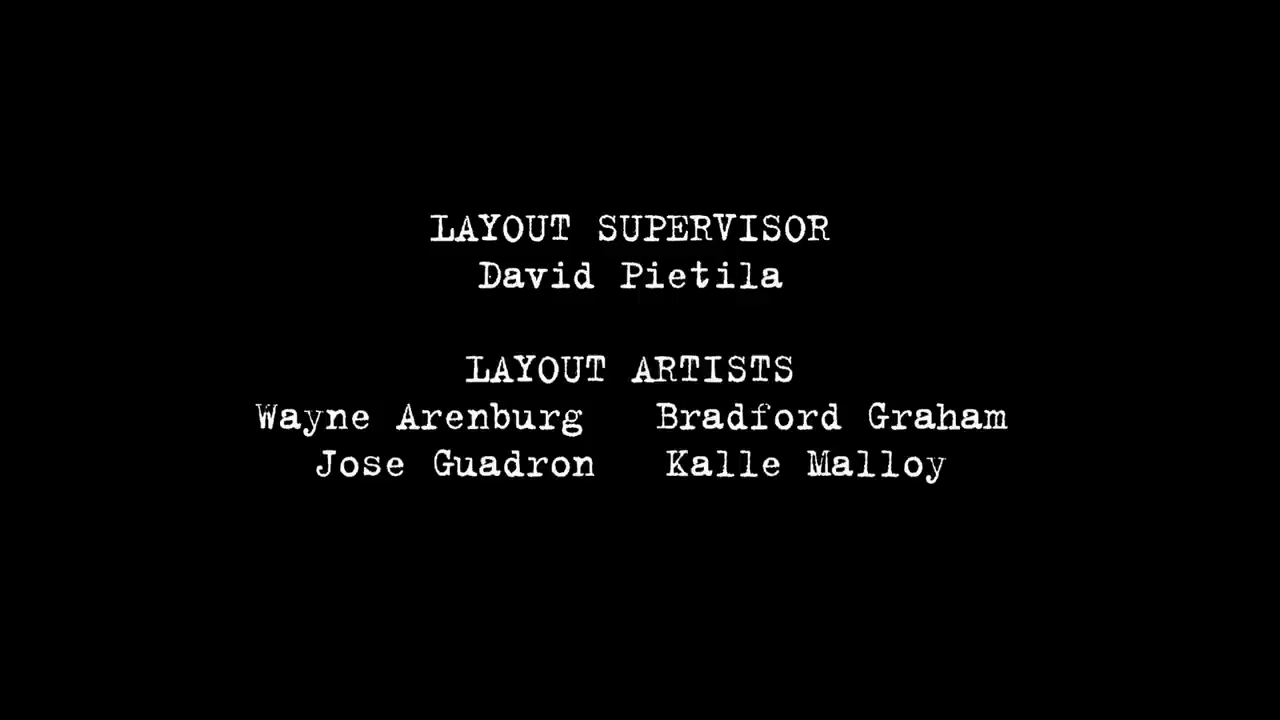 LAYOUT SUPERVISOR
David Pietila
LAYOUT ARTISTS
Wayne Arenburg Bradford Graham
Jose Guadron Kalle Malloy